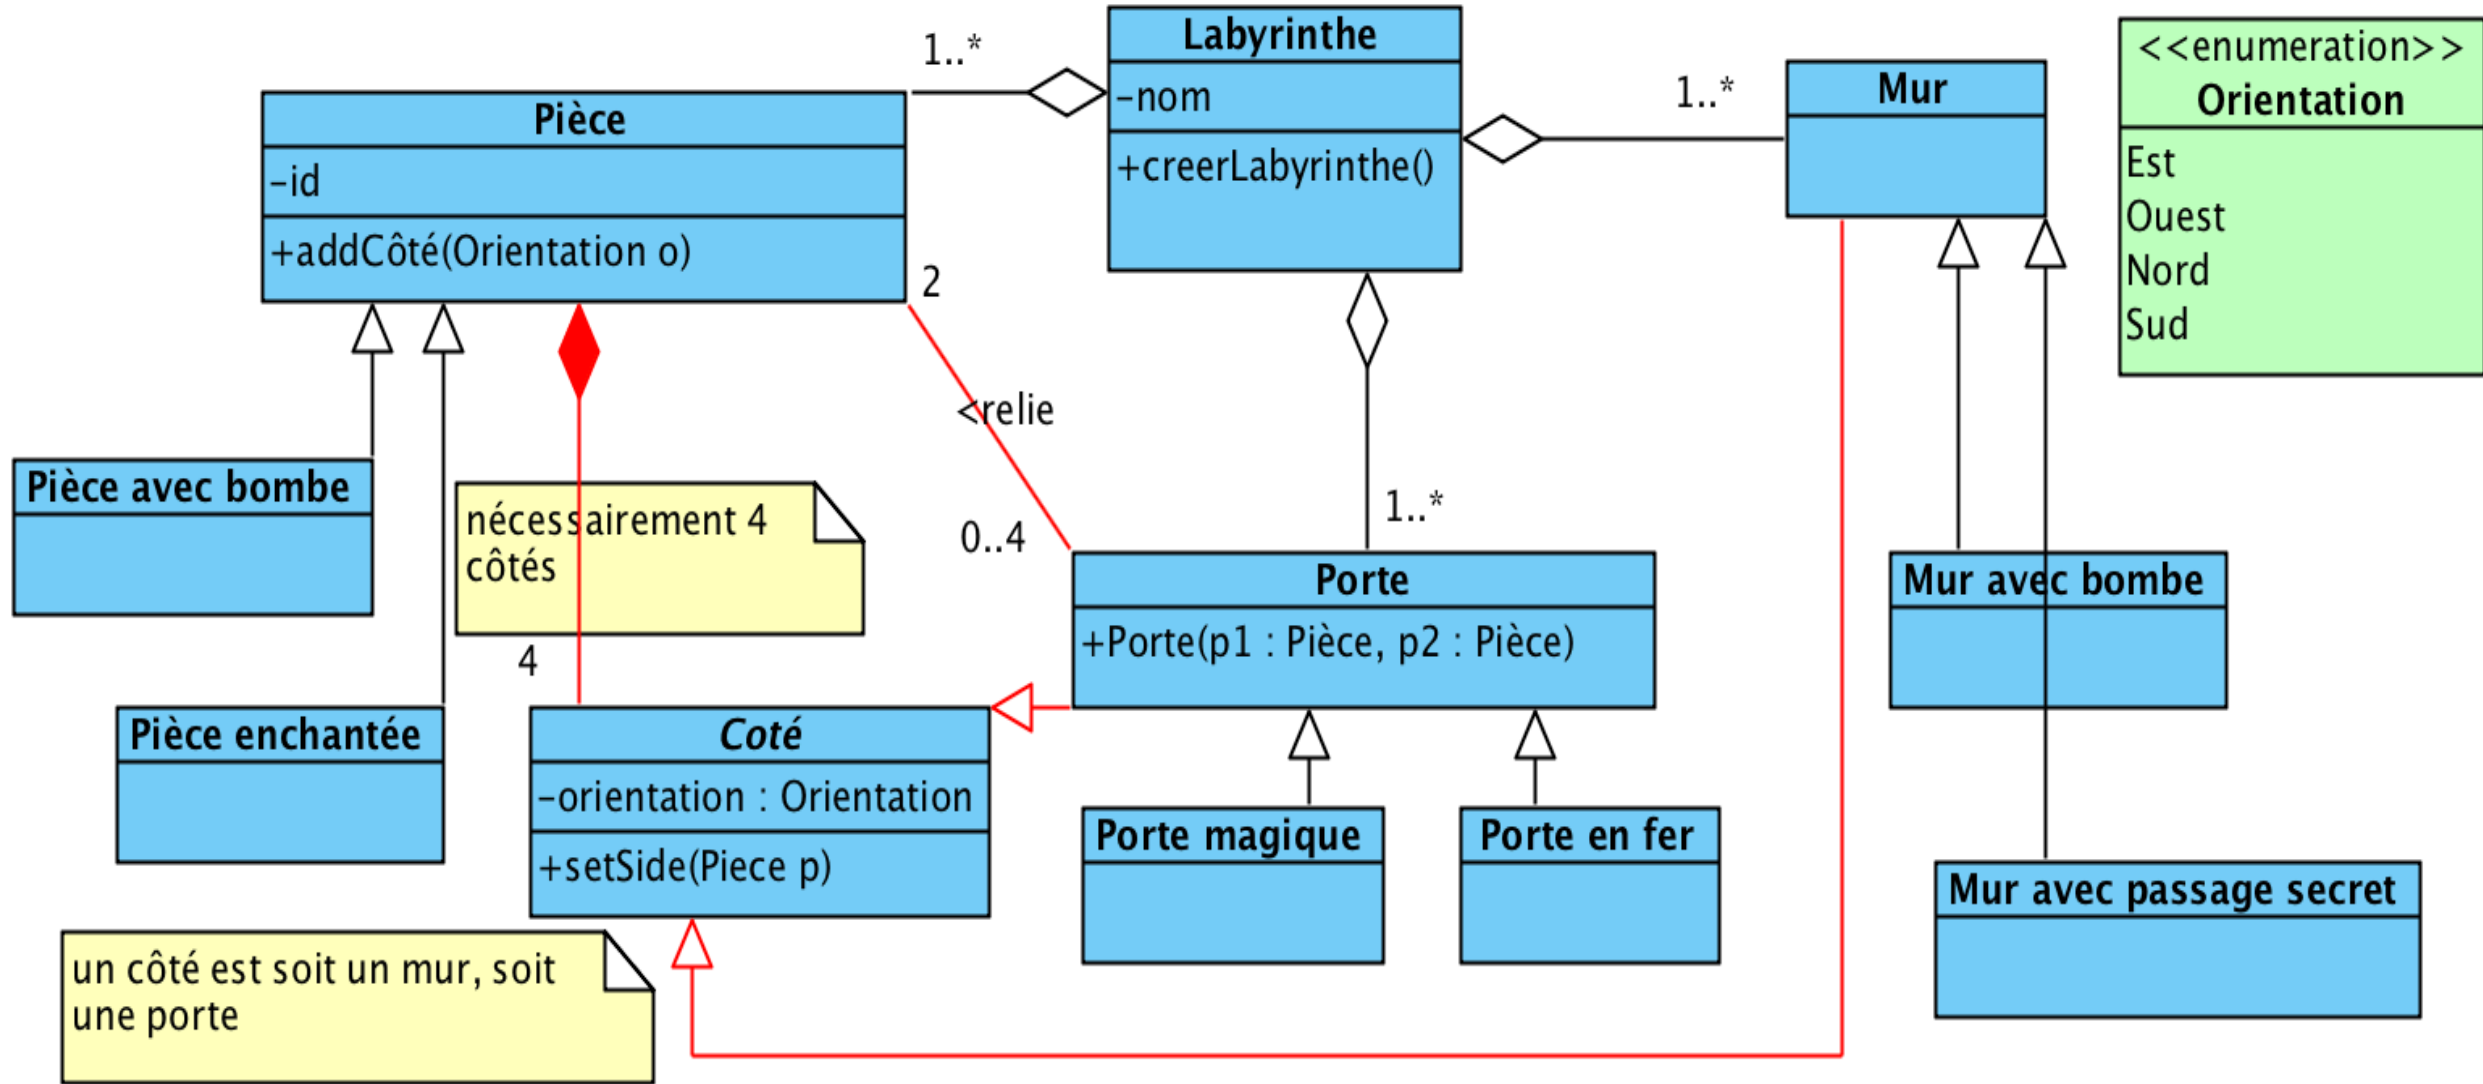 Labyrinthe
-nom
+creerLabyrinthe()
1..*
1..*
Mur
<<enumeration>>
Orientation
Est
Ouest
Nord
Sud
Pièce
-id
+addCôté(Orientation o)
2
<relie
0..4
1..*
Pièce avec bombe
nécessairement 4
côtés
4
Porte
+Porte(p1 : Pièce, p2 : Pièce)
Mur avec bombe
Pièce enchantée
Coté
-orientation : Orientation
+setSide(Piece p)
Porte magique
Porte en fer
Mur avec passage secret
un côté est soit un mur, soit
une porte